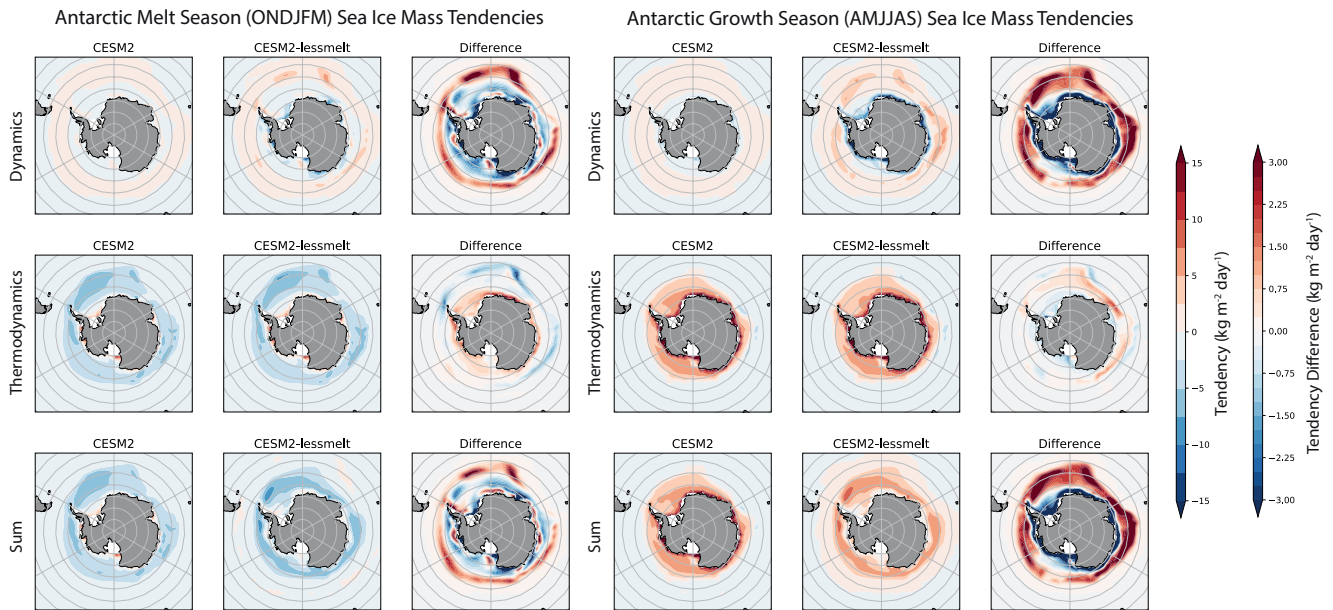 Antarctic Melt Season (ONDJFM) Sea Ice Mass Tendencies
Antarctic Growth Season (AMJJAS) Sea Ice Mass Tendencies
CESM2
CESM2-lessmelt
Difference
CESM2
CESM2-lessmelt
Difference
Dynamics
Dynamics
CESM2
CESM2-lessmelt
Difference
CESM2
CESM2-lessmelt
Difference
Thermodynamics
Thermodynamics
CESM2
CESM2-lessmelt
Difference
CESM2
CESM2-lessmelt
Difference
Sum
Sum
15
10
5
0
−5
−10
−15
Tendency (kg m⁻² day⁻¹)
3.00
2.25
1.50
0.75
0.00
−0.75
−1.50
−2.25
−3.00
Tendency Difference (kg m⁻² day⁻¹)